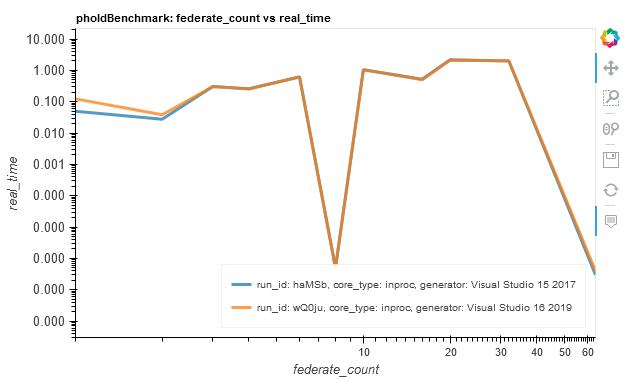 pholdBenchmark: federate_count vs real_time
10.000
1.000
0.100
0.010
0.001
0.000
0.000
0.000
0.000
real_time
run_id: haMSb, core_type: inproc, generator: Visual Studio 15 2017
run_id: wQ0ju, core_type: inproc, generator: Visual Studio 16 2019
10 20 30 40 50 60
federate_count